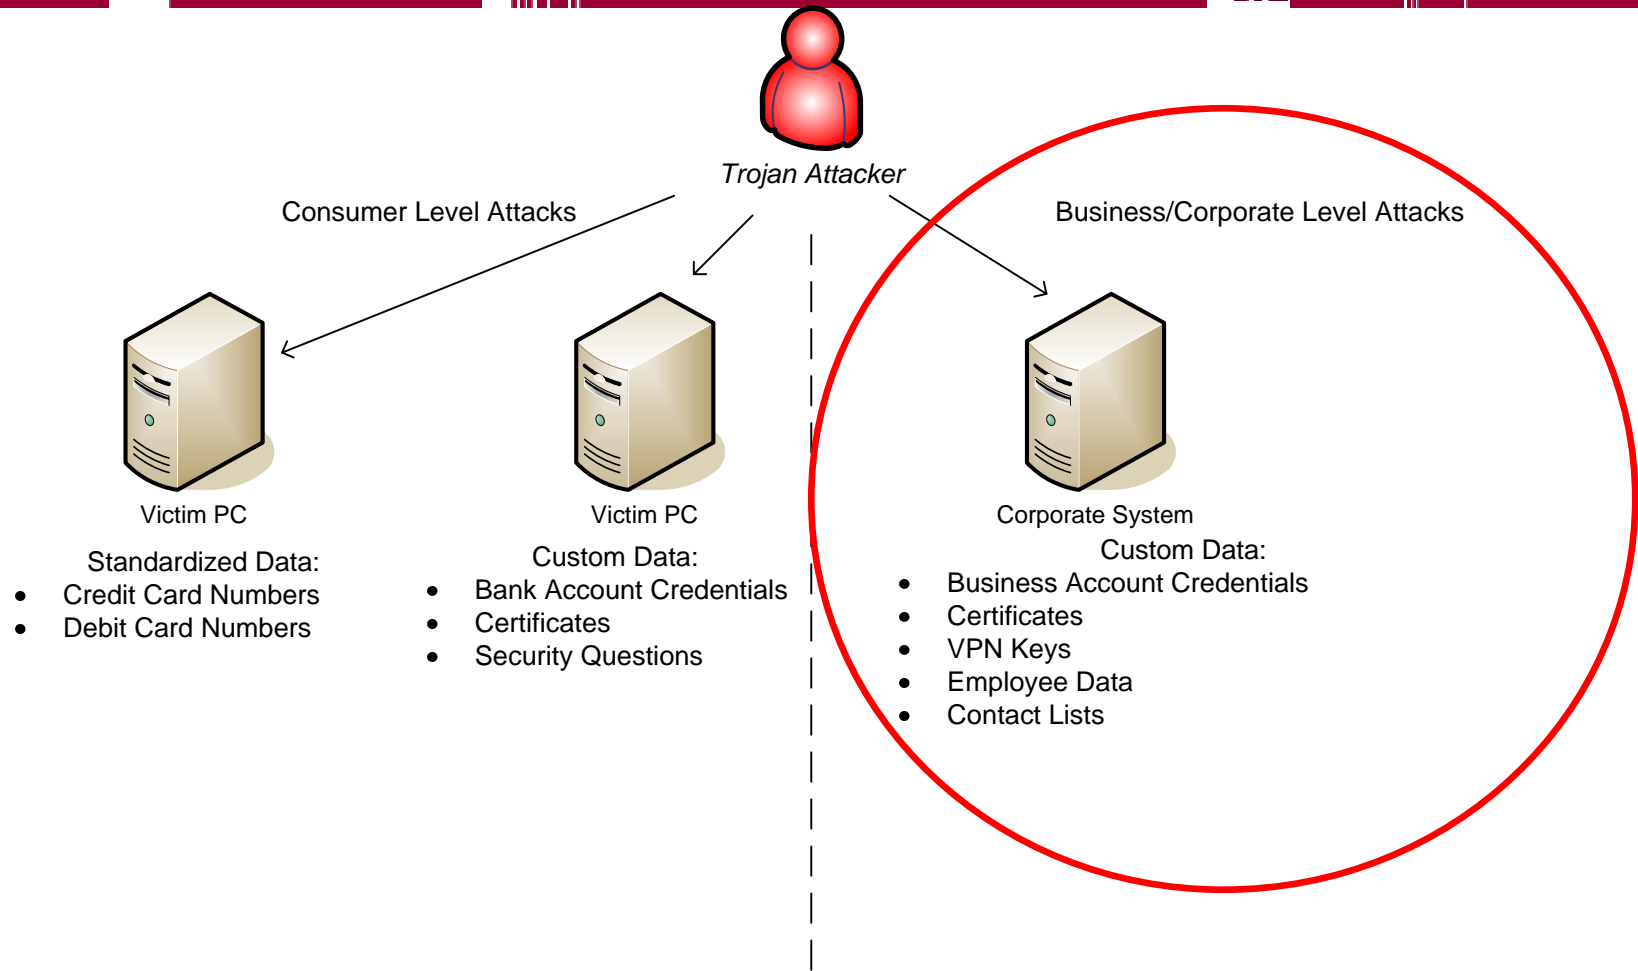 Trojan Attacker
Consumer Level Attacks
Business/Corporate Level Attacks
Victim PC
Standardized Data:
• Credit Card Numbers
• Debit Card Numbers
Victim PC
Custom Data:
• Bank Account Credentials
• Certificates
• Security Questions
Corporate System
Custom Data:
• Business Account Credentials
• Certificates
• VPN Keys
• Employee Data
• Contact Lists